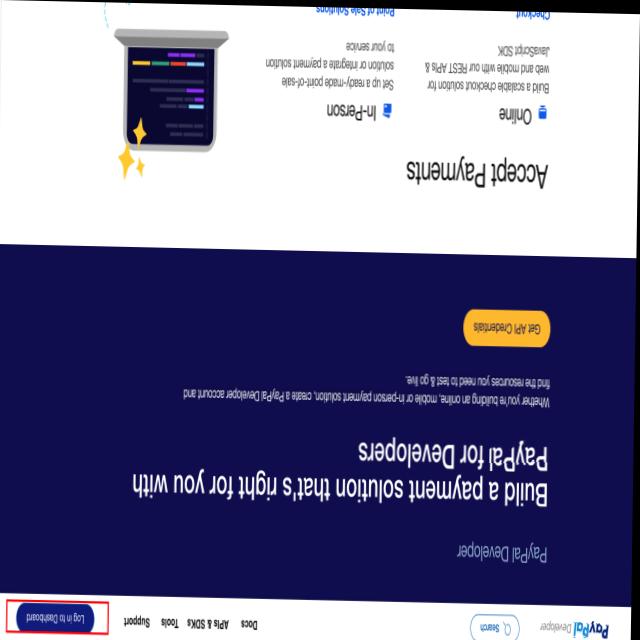 PayPal Developer
Search
Docs
APIs & SDKs
Tools
Support
Log in to Dashboard
PayPal Developer
Build a payment solution that's right for you with
PayPal for Developers
Whether you're building an online, mobile or in-person payment solution, create a PayPal Developer account and
find the resources you need to test & go live.
Get API Credentials
Accept Payments
Online
Build a scalable checkout solution for
web and mobile with our REST APIs &
JavaScript SDK
Checkout
In-Person
Set up a ready-made point-of-sale
solution or integrate a payment solution
to your service
Point of Sale Solutions